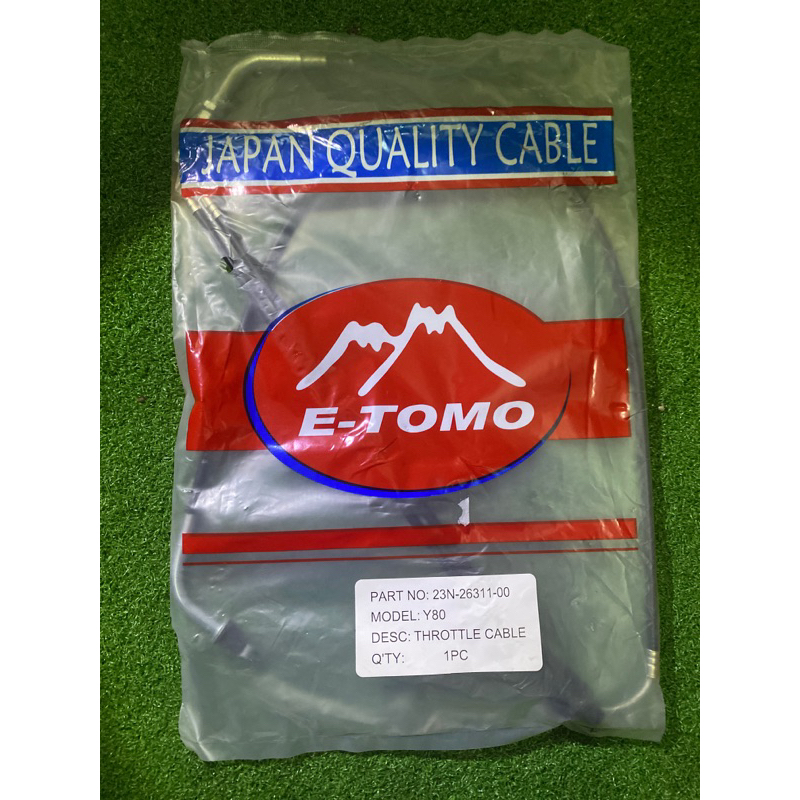 JAPAN QUALITY CABLE
E-TOMO
PART NO: 23N-26311-00
MODEL: Y80
DESC: THROTTLE CABLE
Q'TY: 1PC